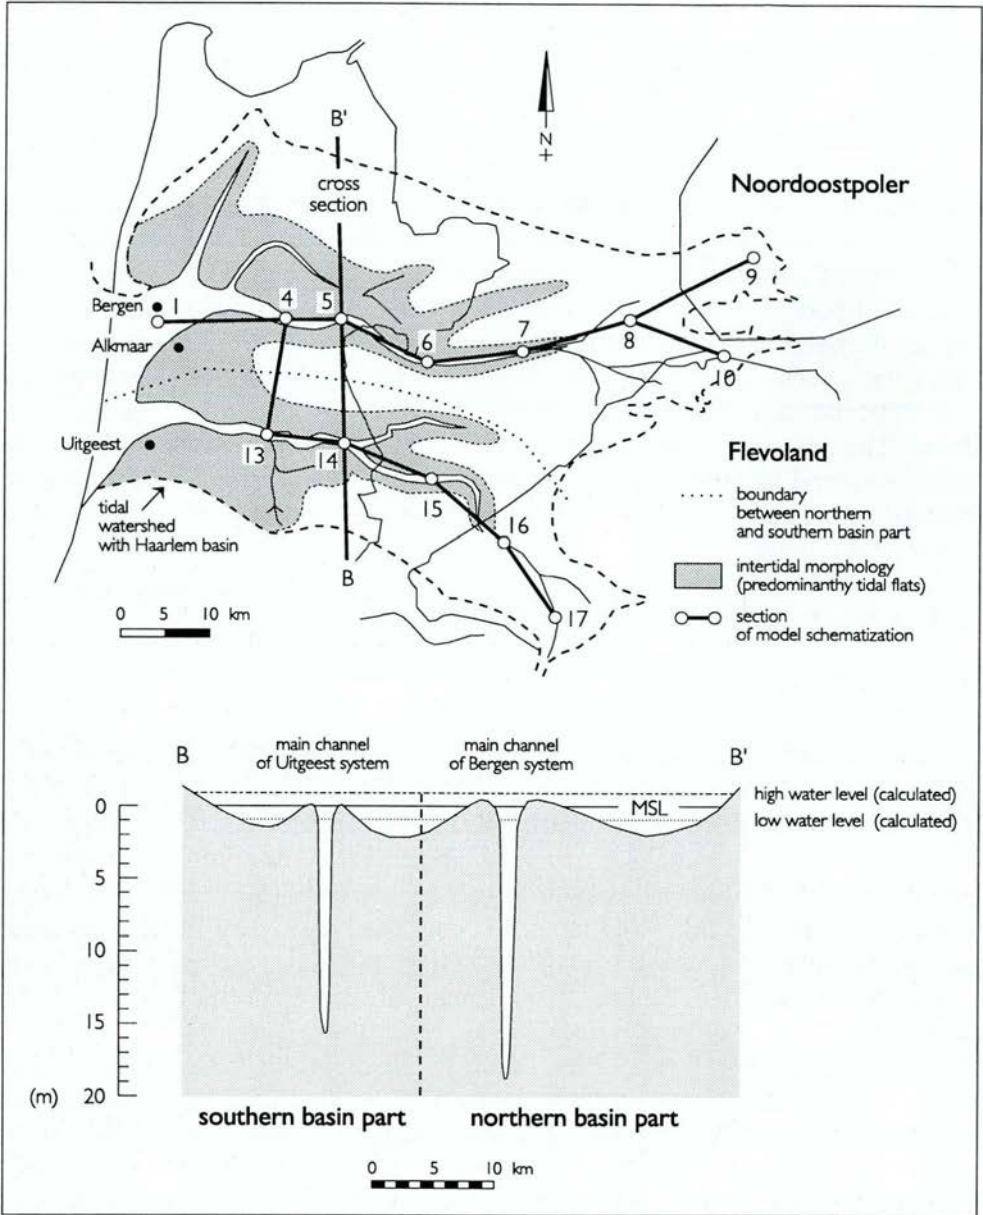 B'
N
cross
section
Noordoostpoler
Bergen
1
4
5
6
7
8
9
10
Alkmaar
Uitgeest
13
14
15
16
17
Flevoland
tidal
watershed
with Haarlem basin
B
0 5 10 km
boundary
between northern
and southern basin part
intertidal morphology
(predominanthy tidal flats)
section
of model schematization
B
main channel
of Uitgeest system
main channel
of Bergen system
B'
high water level (calculated)
MSL
low water level (calculated)
0
5
10
15
20
(m)
southern basin part
northern basin part
0 5 10 km